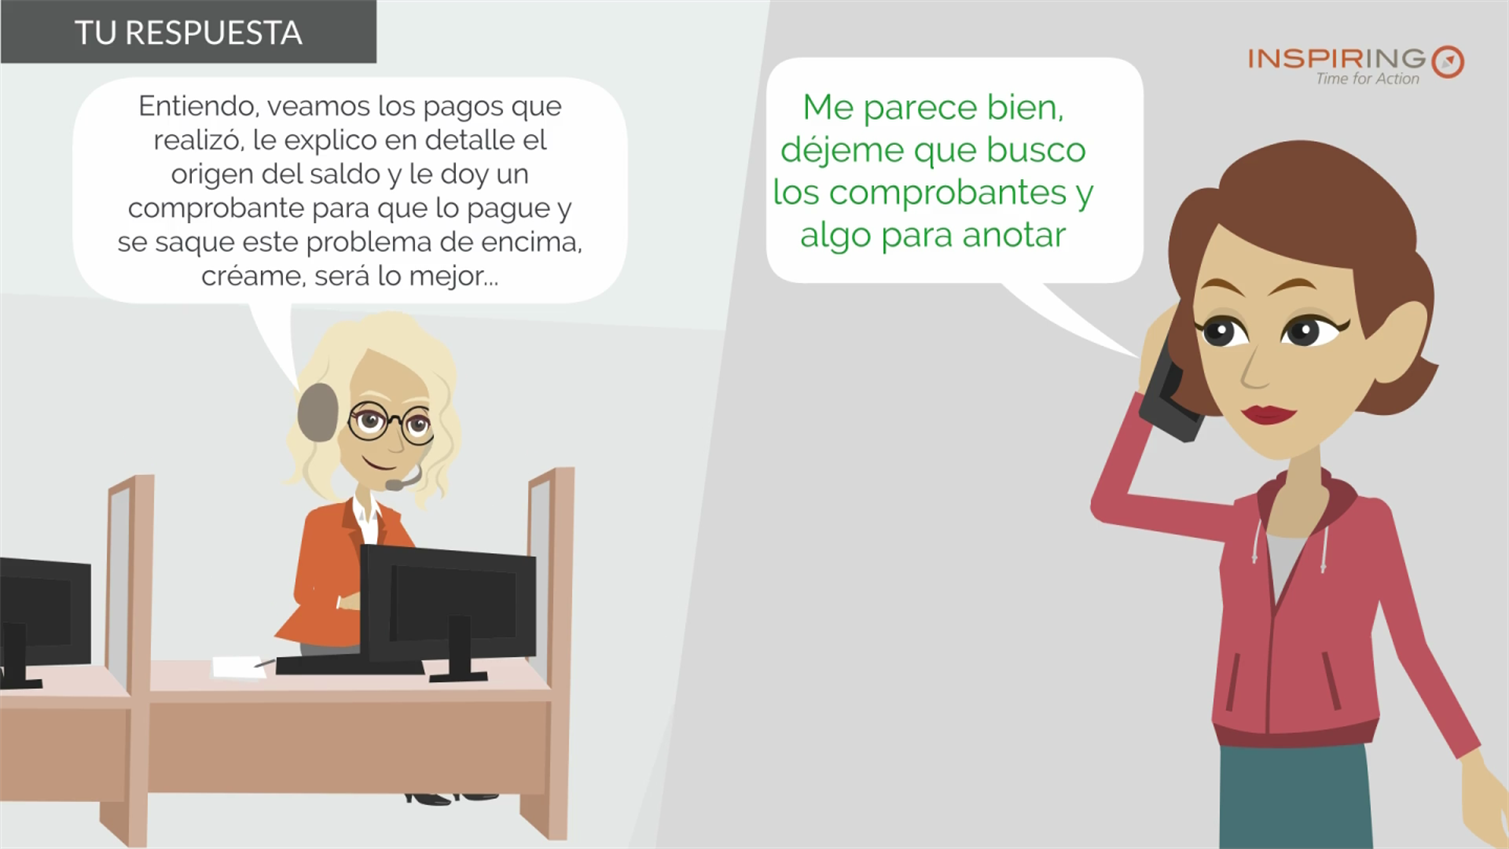 TU RESPUESTA
Entiendo, veamos los pagos que
realizó, le explico en detalle el
origen del saldo y le doy un
comprobante para que lo pague y
se saque este problema de encima,
créame, será lo mejor...
Me parece bien,
déjeme que busco
los comprobantes y
algo para anotar
INSPIRING
Time for Action